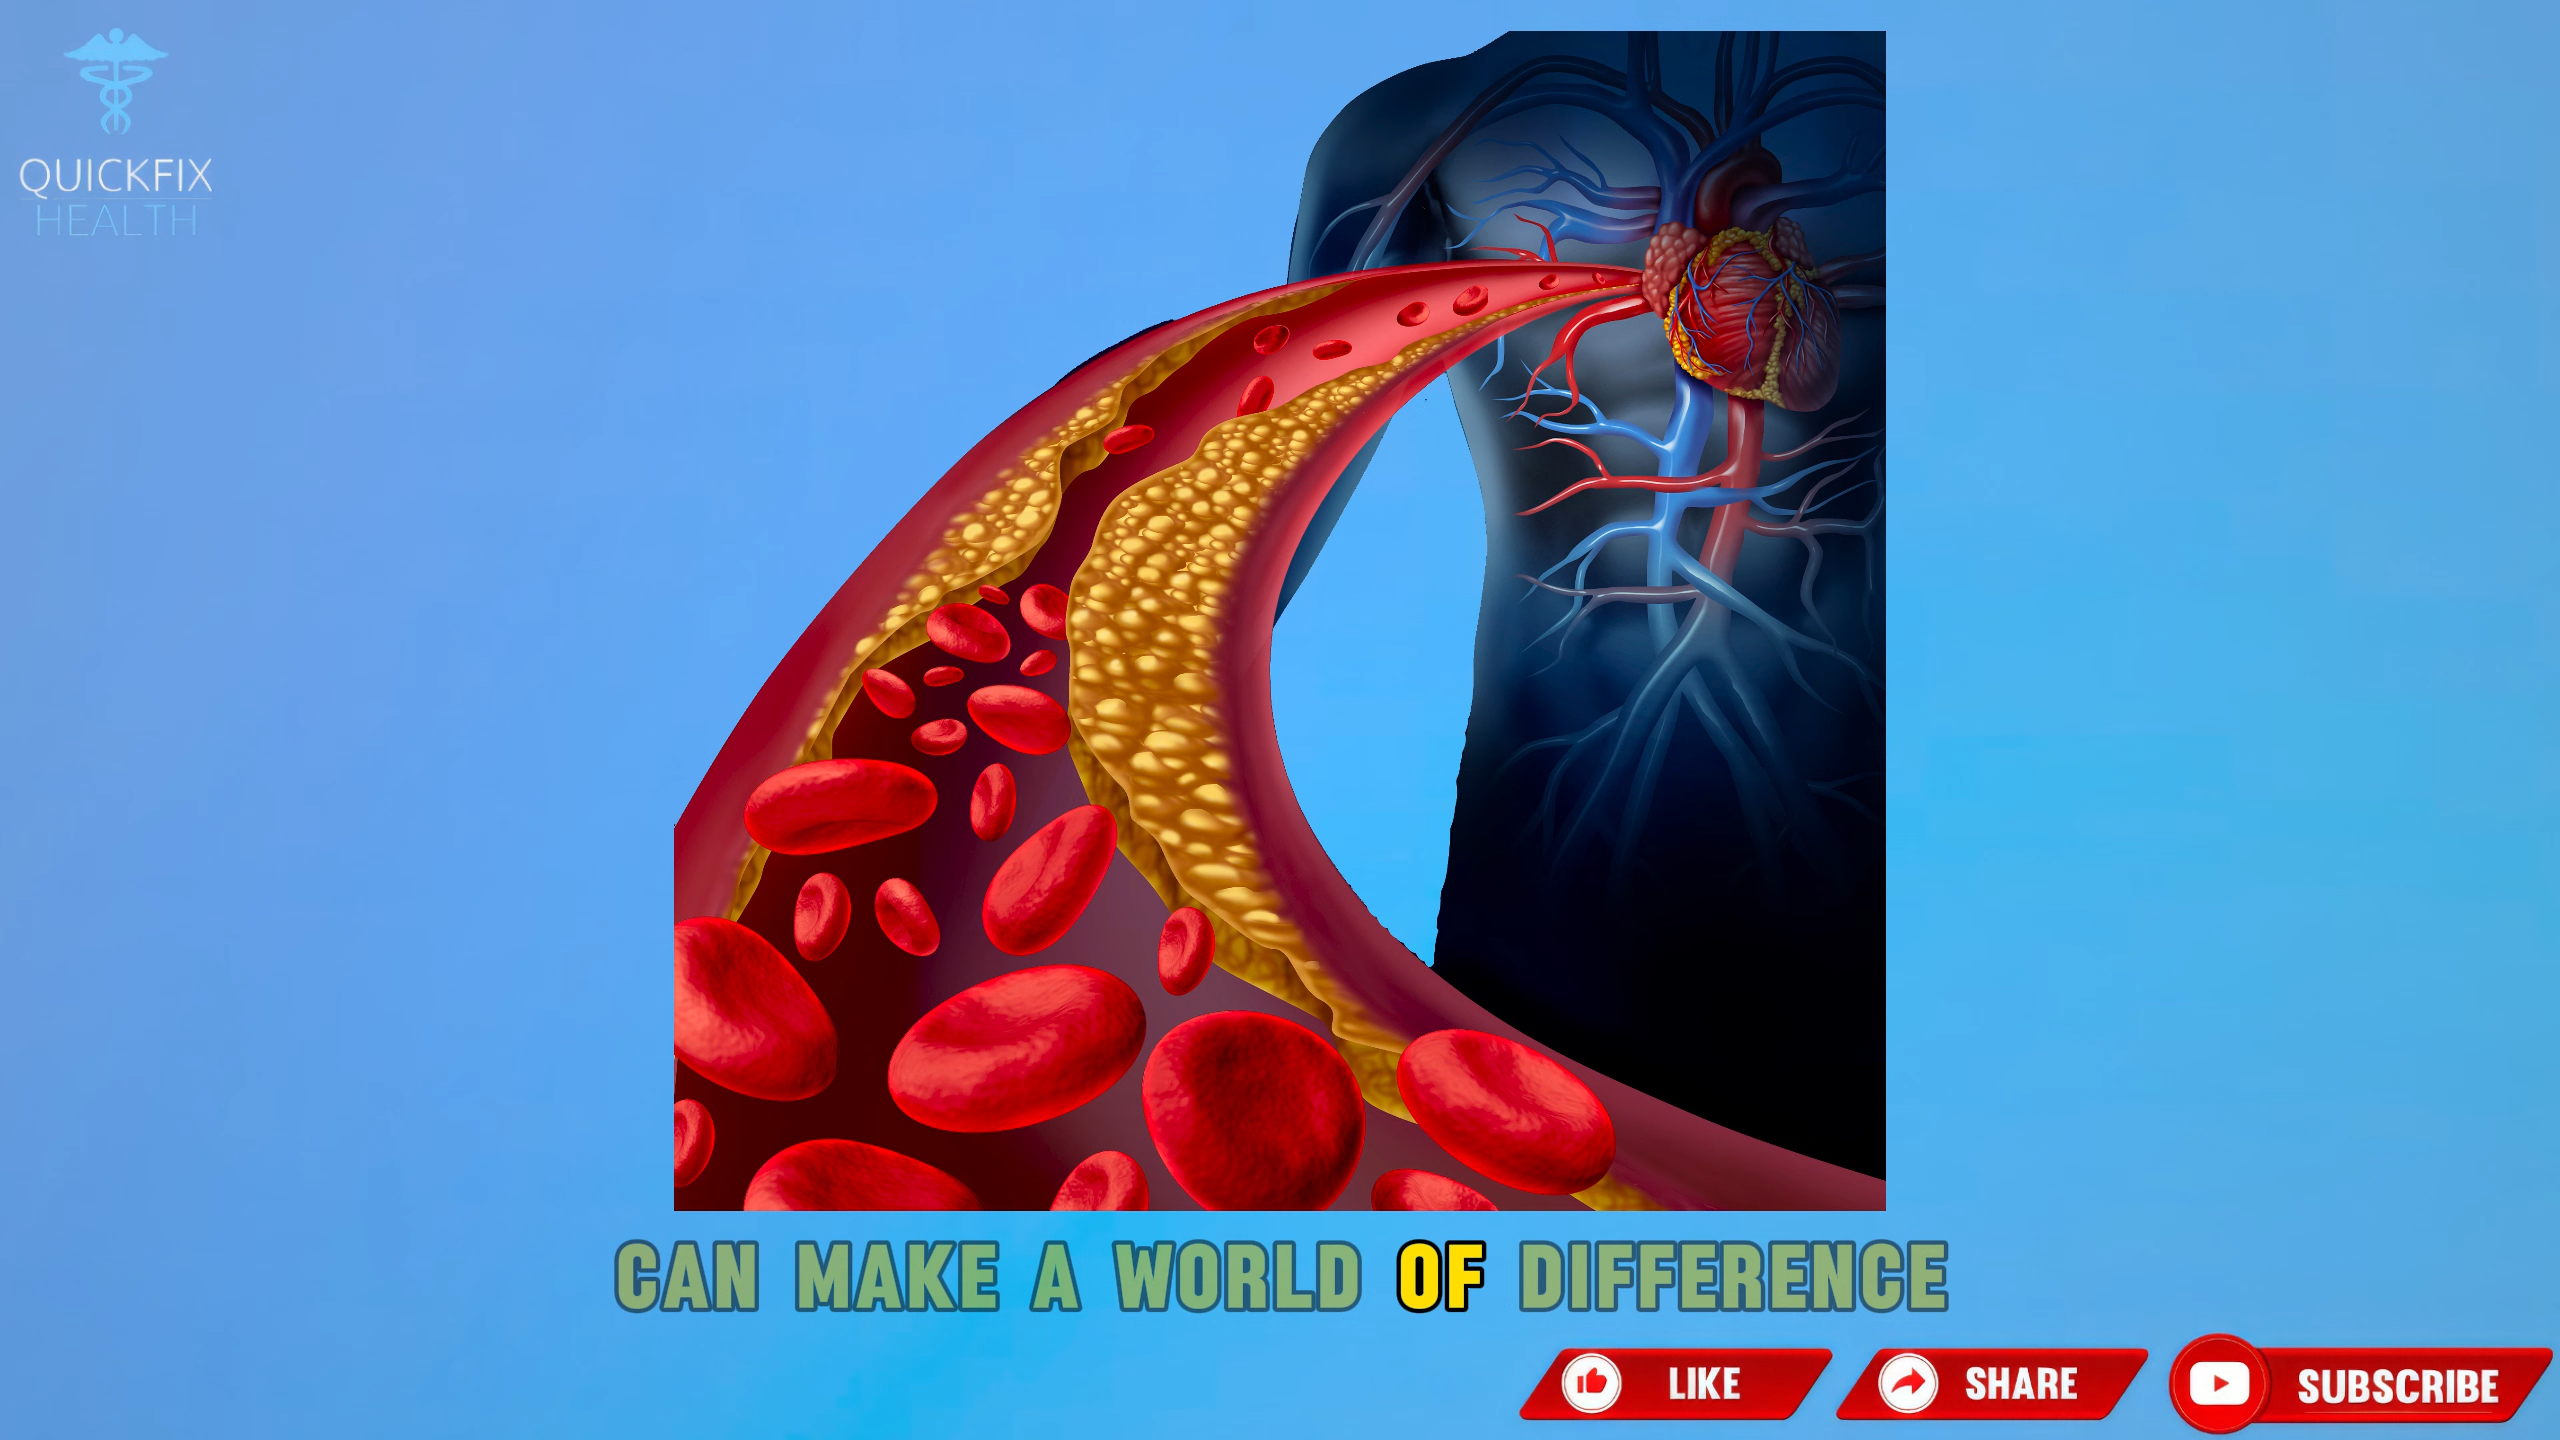 QUICKFIX
HEALTH
CAN MAKE A WORLD OF DIFFERENCE
LIKE
SHARE
SUBSCRIBE